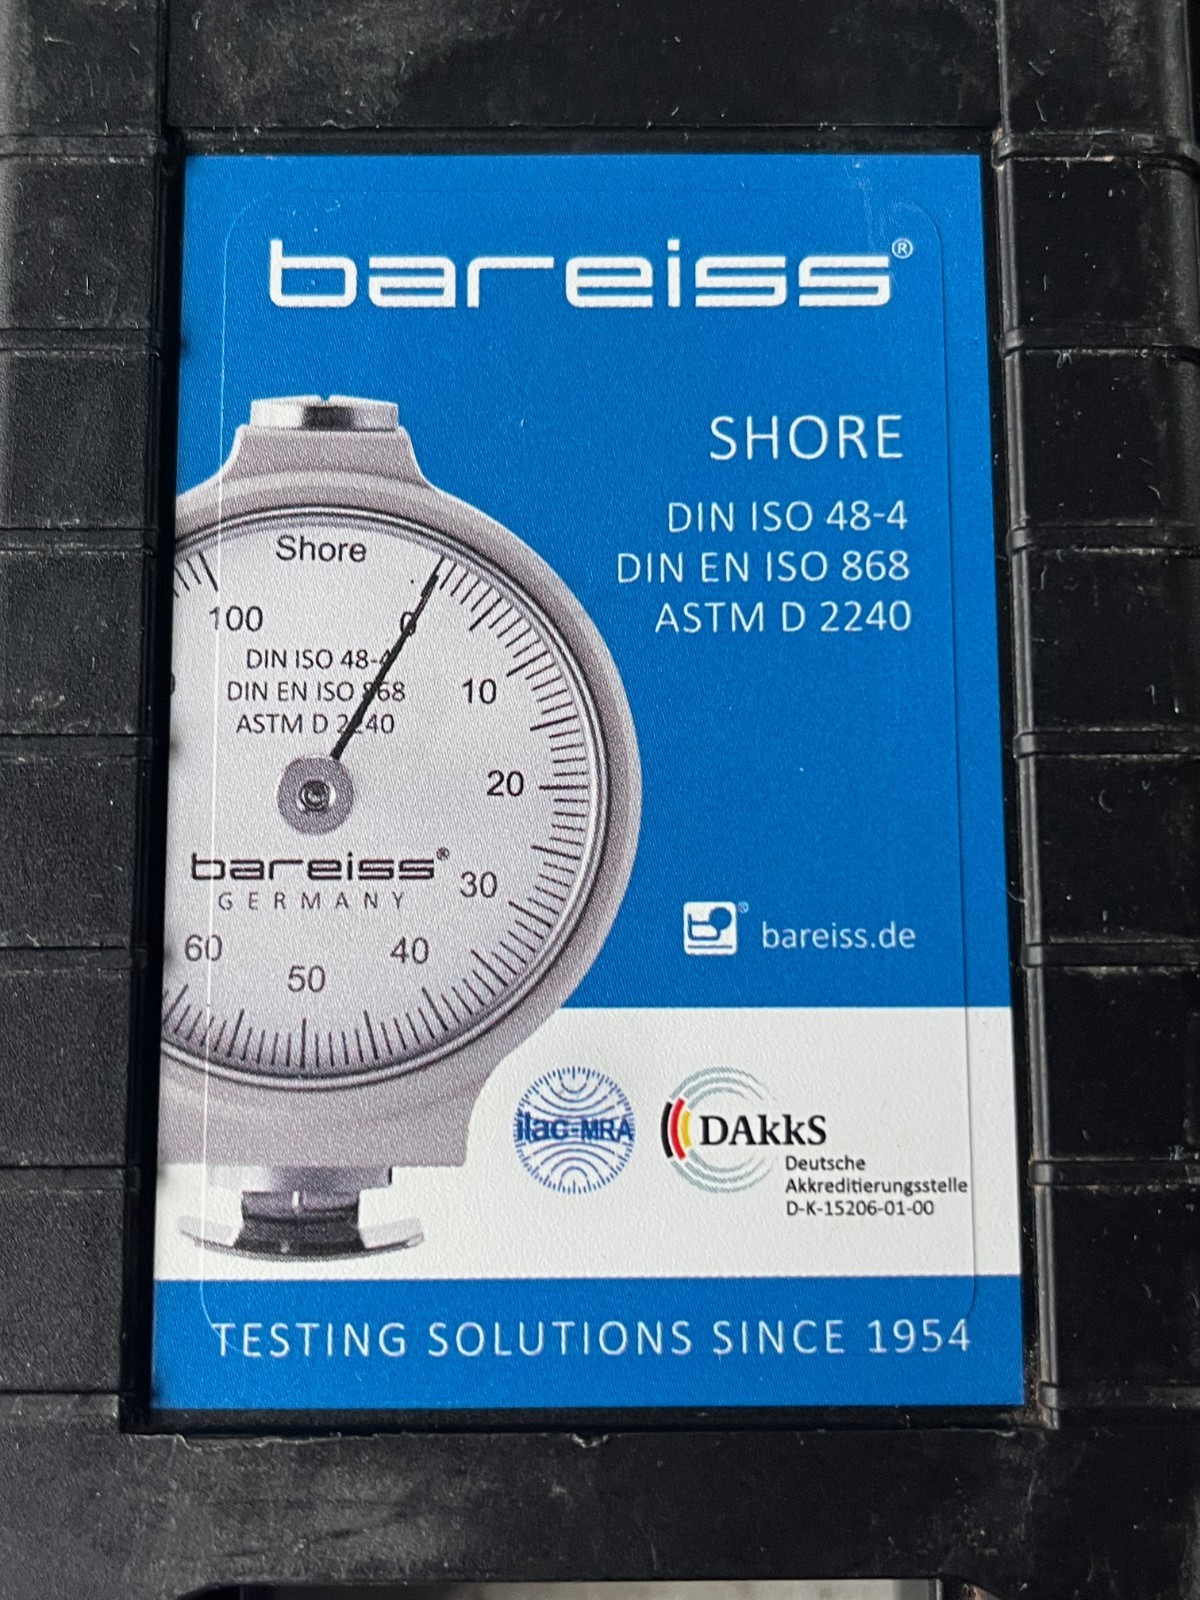 bareiss®
SHORE
DIN ISO 48-4
DIN EN ISO 868
ASTM D 2240
Shore
100
0
DIN ISO 48-4
DIN EN ISO 868
ASTM D 2240
10
20
bareiss®
GERMANY
30
60
40
50
® bareiss.de
ilac-MRA
DAkkS
Deutsche
Akkreditierungsstelle
D-K-15206-01-00
TESTING SOLUTIONS SINCE 1954